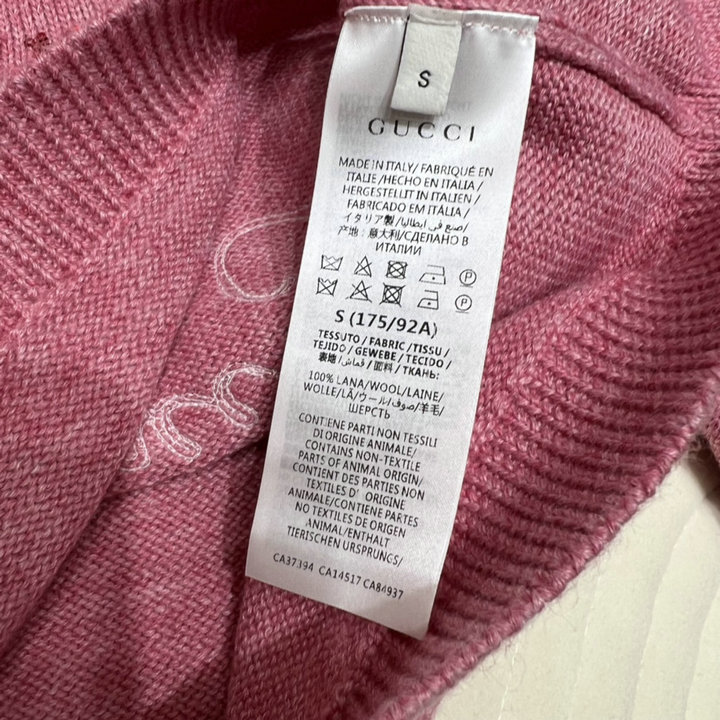 S
GUCCI
MADE IN ITALY/ FABRIQUÉ EN
ITALIE /HECHO EN ITALIA /
HERGESTELLT IN ITALIEN /
FABRICADO EM ITÁLIA /
イタリア製 /صنع في ايطاليا/
产地：意大利/СДЕЛАНО В
ИТАЛИИ
P
P
S (175/92A)
TESSUTO / FABRIC /TISSU /
TEJIDO / GEWEBE / TECIDO /
表地 /قماش/ 面料 / ТКАНЬ:
100% LANA/WOOL/LAINE/
WOLLE/LÃ/ウール/صوف/羊毛/
ШЕРСТЬ
CONTIENE PARTI NON TESSILI
DI ORIGINE ANIMALE/
CONTAINS NON-TEXTILE
PARTS OF ANIMAL ORIGIN/
CONTIENT DES PARTIES NON
TEXTILES D' ORIGINE
ANIMALE/CONTIENE PARTES
NO TEXTILES DE ORIGEN
ANIMAL/ENTHALT
TIERISCHEN URSPRUNGS/
CA37394 CA14517 CA84937